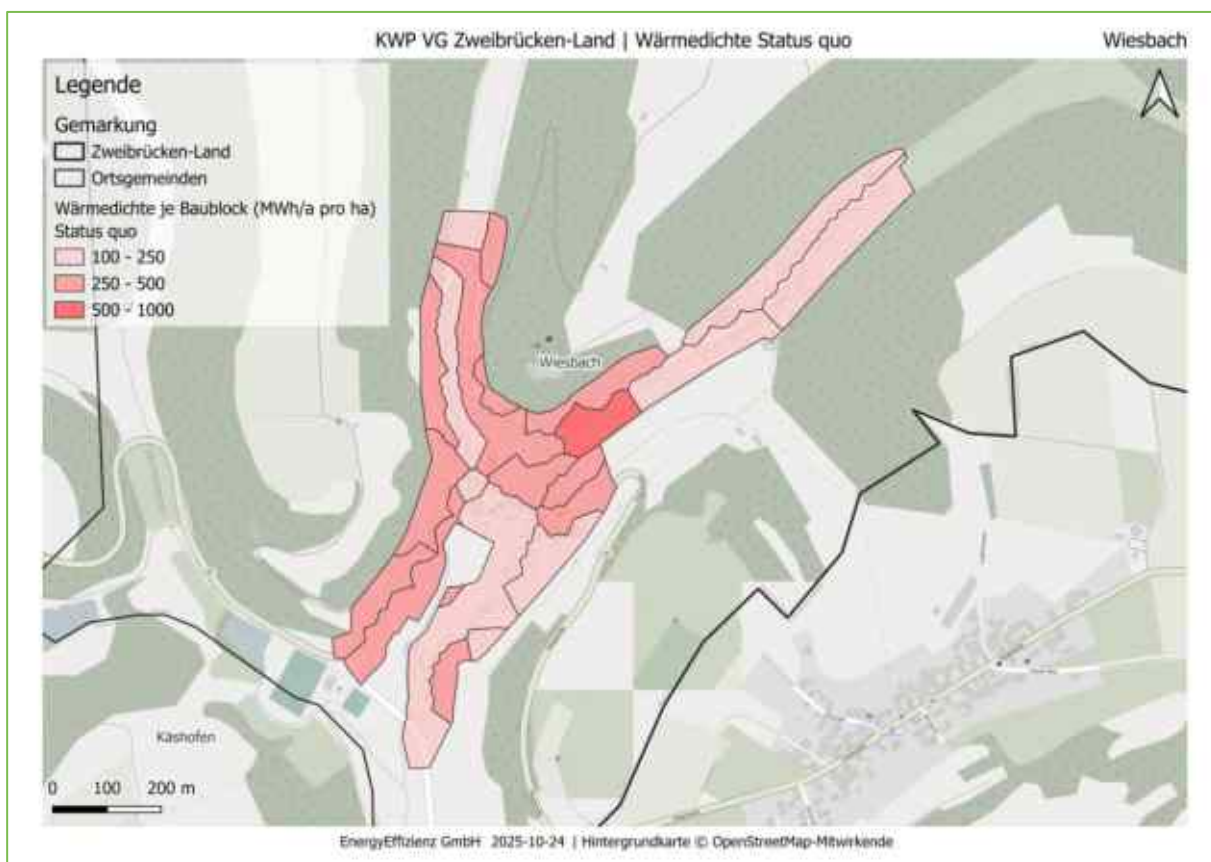 KWP VG Zweibrücken-Land | Wärmedichte Status quo
Wiesbach
Legende
Gemarkung
Zweibrücken-Land
Ortsgemeinden
Wärmedichte je Baublock (MWh/a pro ha)
Status quo
100 - 250
250 - 500
500 - 1000
Wiesbach
Käshofen
0 100 200 m
EnergyEffizienz GmbH 2025-10-24 | Hintergrundkarte © OpenStreetMap-Mitwirkende